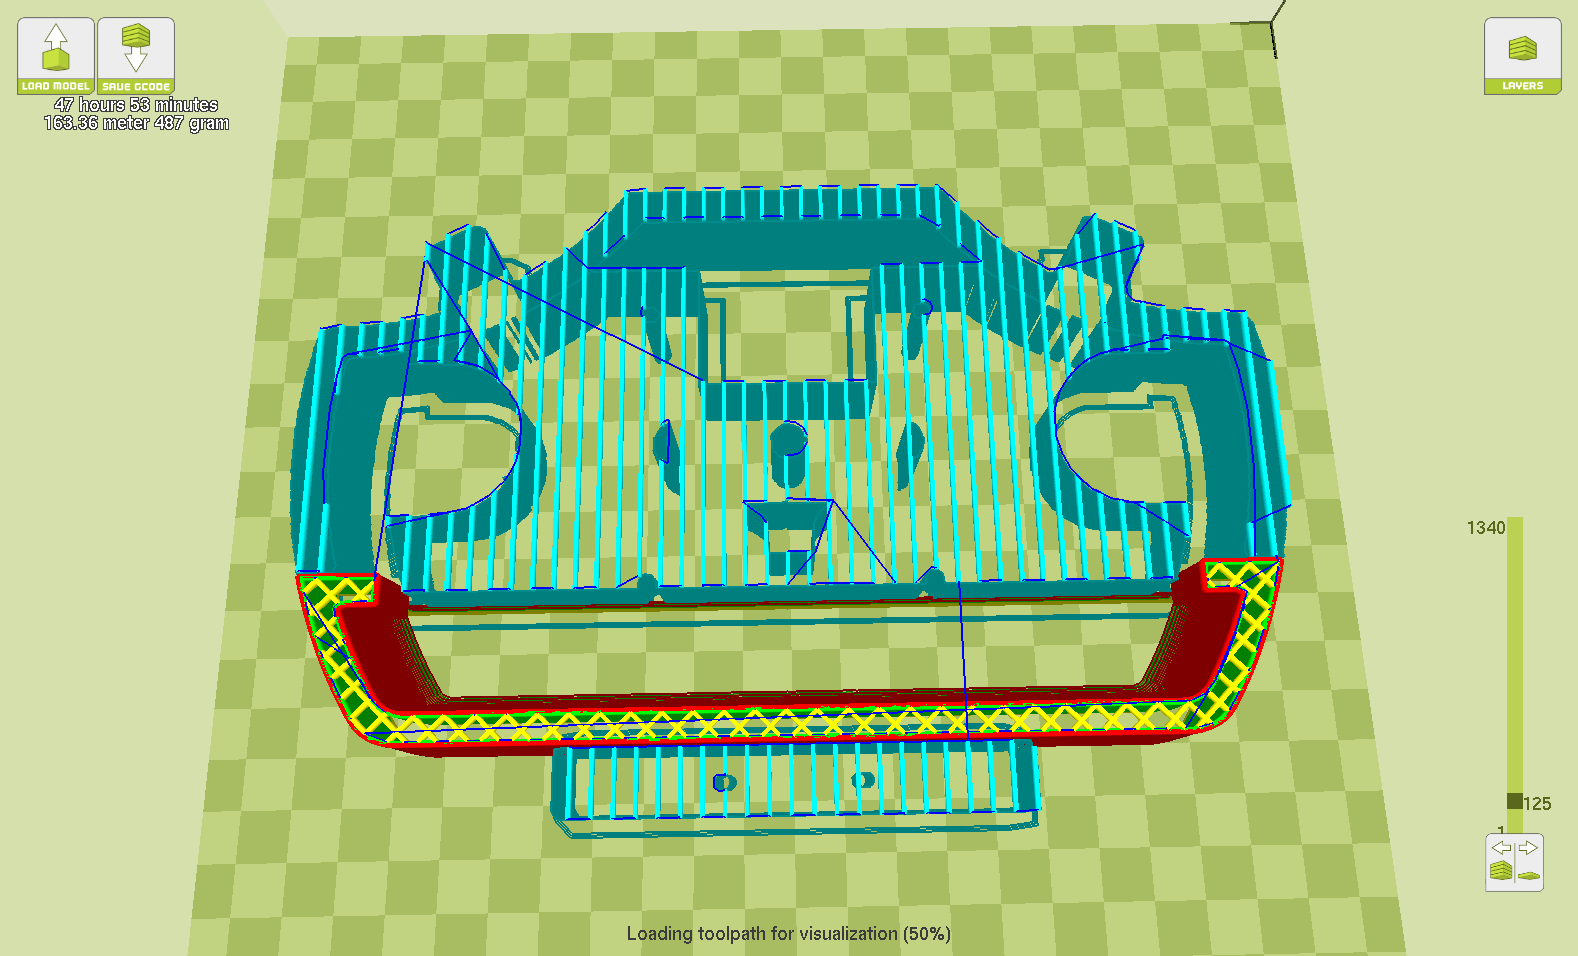 LOAD MODEL
SAVE GCODE
47 hours 53 minutes
163.36 meter 487 gram
LAYERS
1340
125
1
Loading toolpath for visualization (50%)